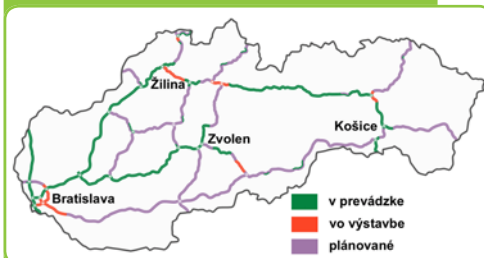 Žilina
Zvolen
Košice
Bratislava
v prevádzke
vo výstavbe
plánované